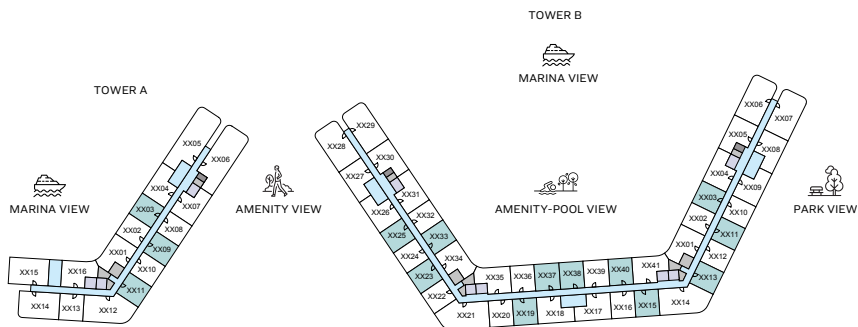 TOWER B
MARINA VIEW
TOWER A
MARINA VIEW
AMENITY VIEW
AMENITY-POOL VIEW
PARK VIEW
XX05
XX06
XX04
XX07
XX03
XX08
XX02
XX09
XX01
XX10
XX15
XX16
XX11
XX14
XX13
XX12
XX29
XX28
XX30
XX27
XX31
XX26
XX32
XX25
XX33
XX24
XX34
XX23
XX22
XX21
XX35
XX36
XX37
XX38
XX39
XX40
XX41
XX20
XX19
XX18
XX17
XX16
XX15
XX14
XX06
XX07
XX05
XX08
XX04
XX09
XX03
XX10
XX02
XX11
XX01
XX12
XX13